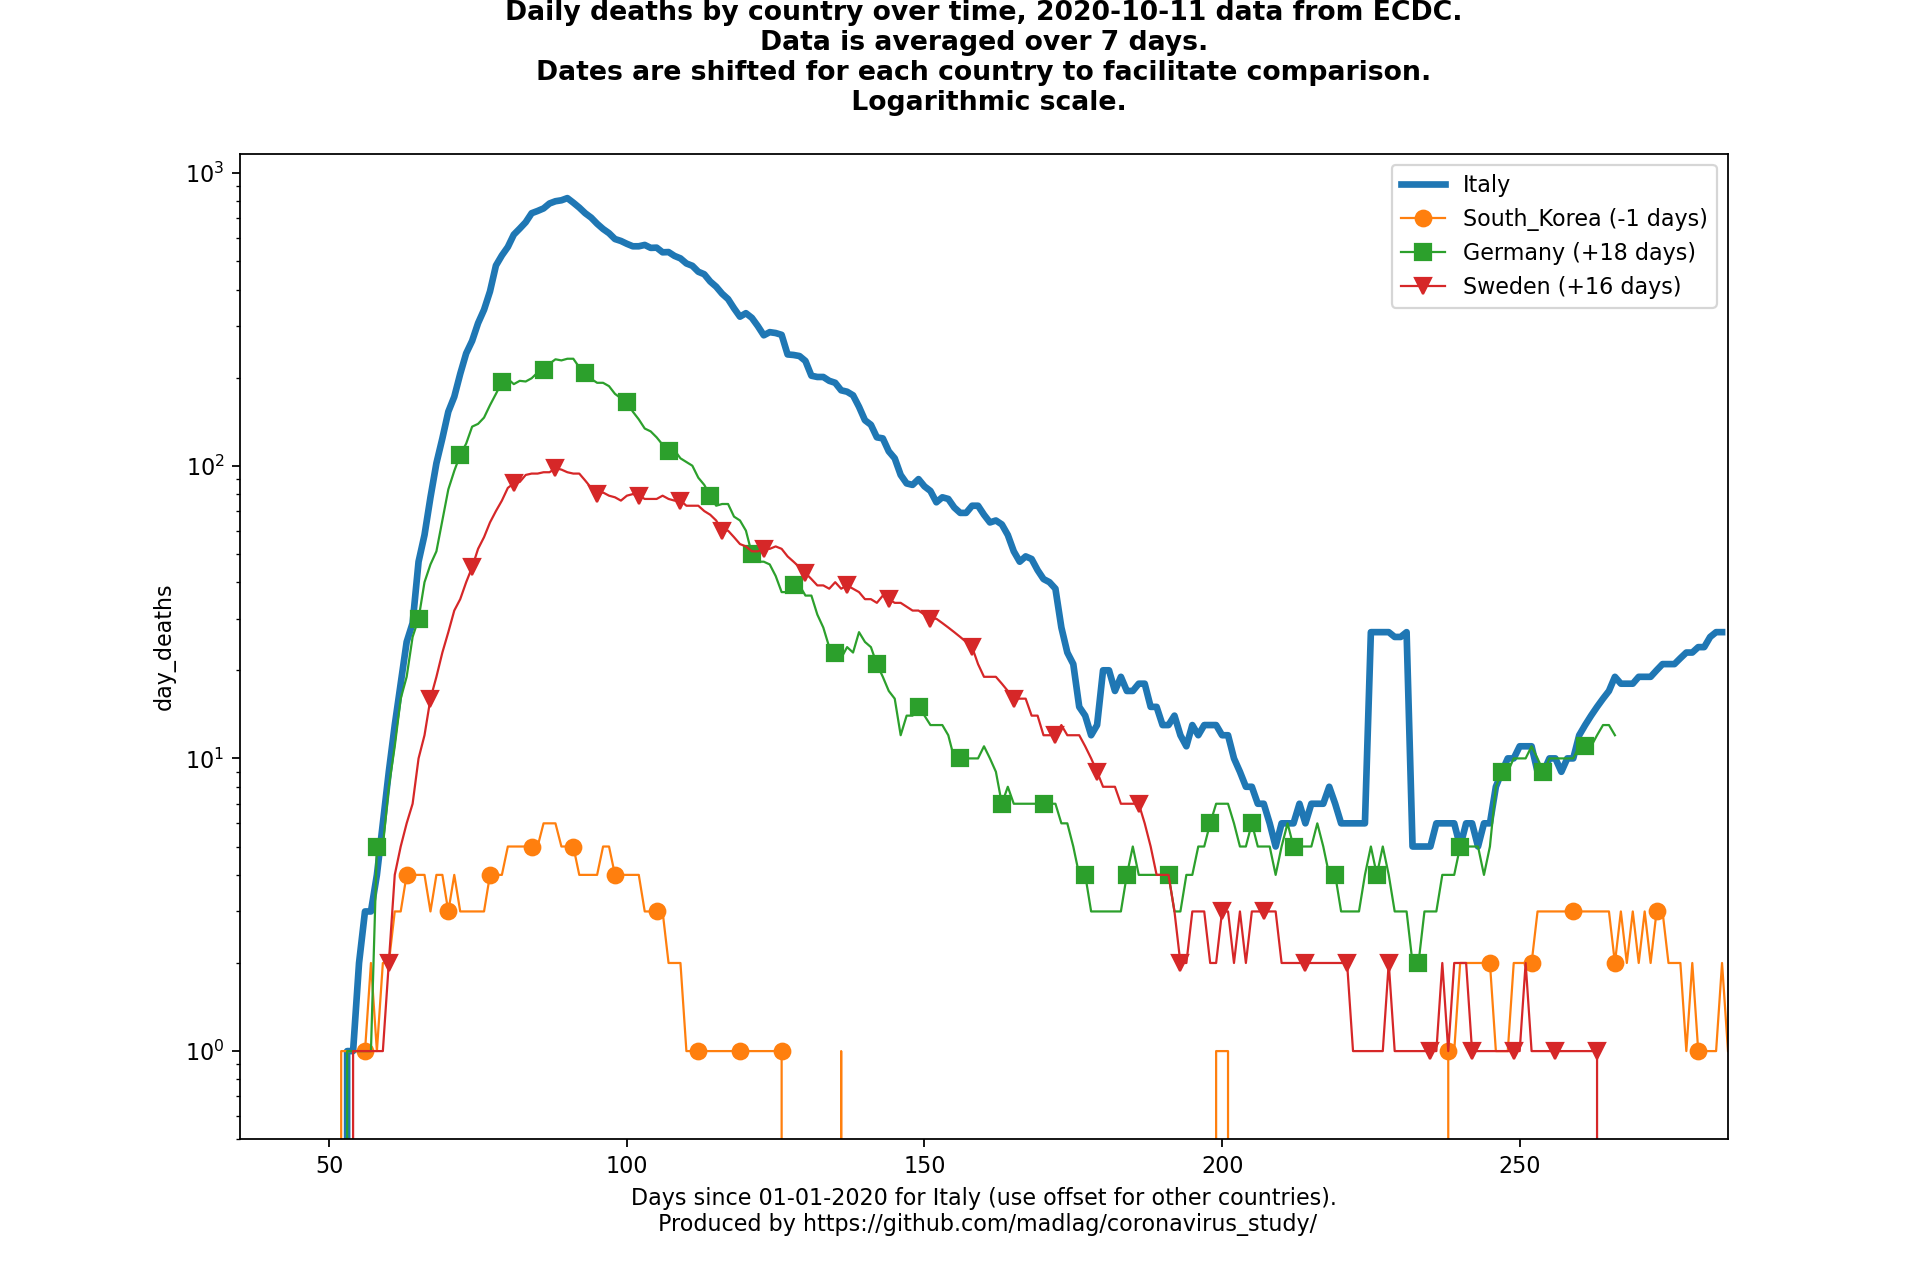 Daily deaths by country over time, 2020-10-11 data from ECDC.
Data is averaged over 7 days.
Dates are shifted for each country to facilitate comparison.
Logarithmic scale.
10³
10²
10¹
10⁰
day_deaths
Italy
South_Korea (-1 days)
Germany (+18 days)
Sweden (+16 days)
50 100 150 200 250
Days since 01-01-2020 for Italy (use offset for other countries).
Produced by https://github.com/madlag/coronavirus_study/